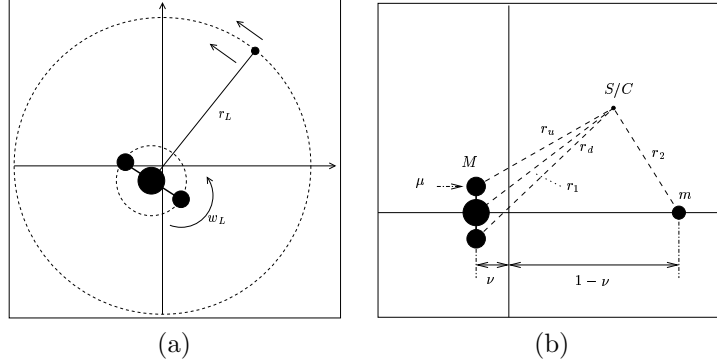 r_L
w_L
(a)
S/C
r_u
r_d
r_2
M
μ
r_1
m
ν
1 − ν
(b)